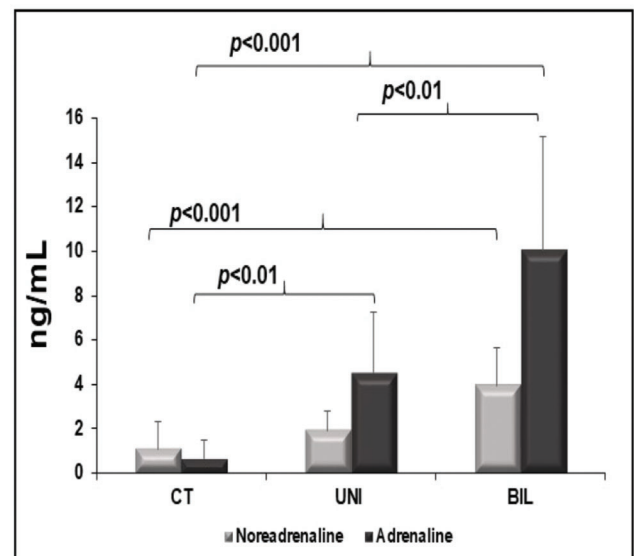 p<0.001
p<0.01
16
14
12
10
8
6
4
2
0
p<0.001
p<0.01
ng/mL
CT UNI BIL
Noreadrenaline Adrenaline